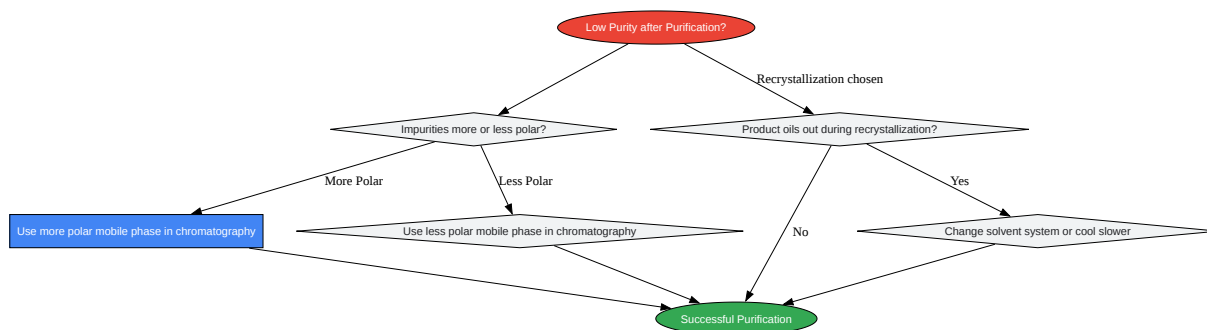 Low Purity after Purification?
Recrystallization chosen
Impurities more or less polar?
Product oils out during recrystallization?
More Polar
Less Polar
Yes
Use more polar mobile phase in chromatography
Use less polar mobile phase in chromatography
No
Change solvent system or cool slower
Successful Purification